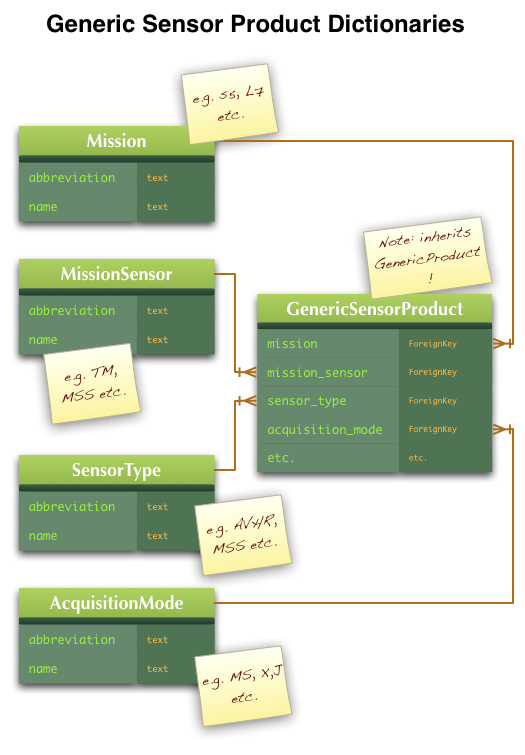 Generic Sensor Product Dictionaries
e.g. ss, L7
etc.
Mission
abbreviation text
name text
Note: inherits
GenericProduct
!
MissionSensor
abbreviation text
name text
e.g. TM,
MSS etc.
GenericSensorProduct
mission ForeignKey
mission_sensor ForeignKey
sensor_type ForeignKey
acquisition_mode ForeignKey
etc. etc.
SensorType
abbreviation text
name text
e.g. AVHR,
MSS etc.
AcquisitionMode
abbreviation text
name text
e.g. MS, X,J
etc.